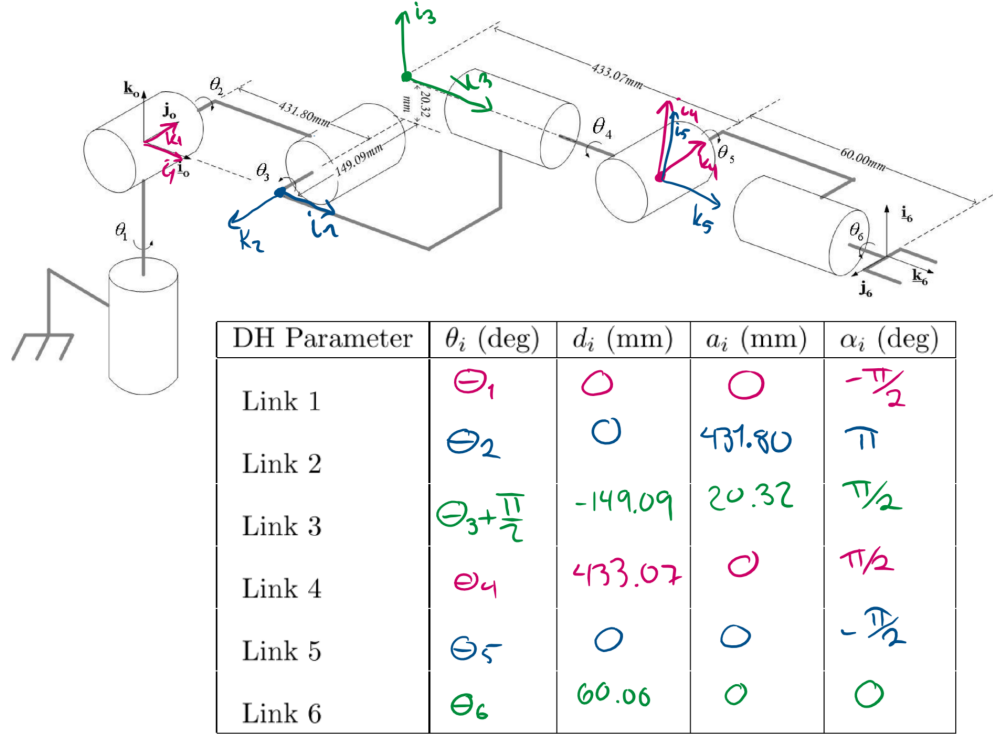 i3
433.07mm
k3
20.32
mm
θ2
k0
j0
k1
i1
i0
431.80mm
149.09mm
θ3
i2
k2
θ1
θ4
i4
i5
k4
k5
θ5
60.00mm
θ6
i6
k6
j6
DH Parameter θi (deg) di (mm) ai (mm) αi (deg)
Link 1 θ1 0 0 -π/2
Link 2 θ2 0 431.80 π
Link 3 θ3+π/2 -149.09 20.32 π/2
Link 4 θ4 433.07 0 π/2
Link 5 θ5 0 0 -π/2
Link 6 θ6 60.00 0 0